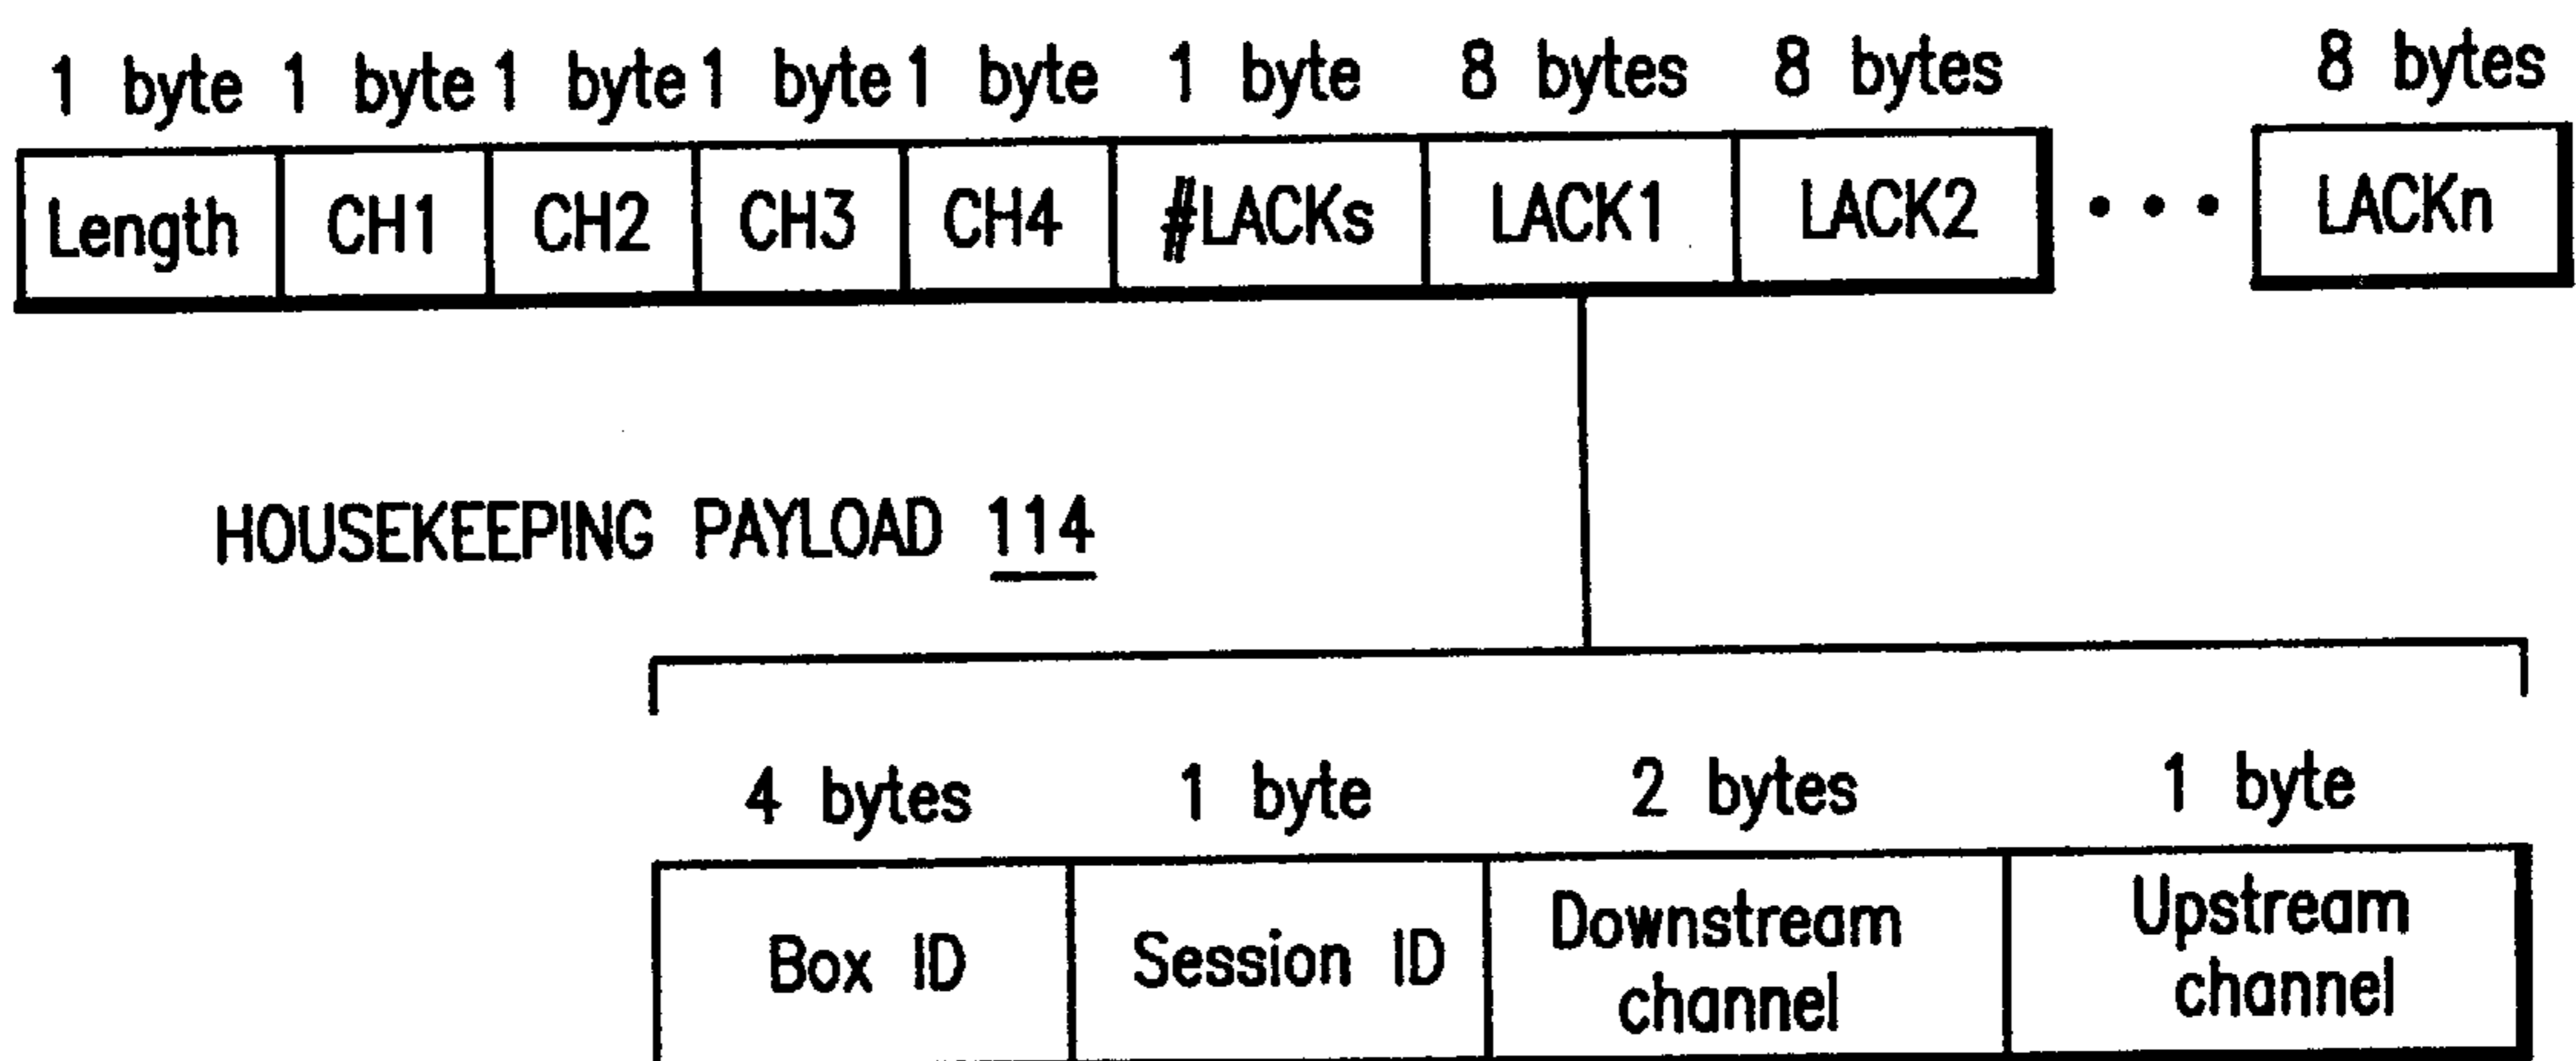 1 byte 1 byte 1 byte 1 byte 1 byte 1 byte 8 bytes 8 bytes 8 bytes
Length CH1 CH2 CH3 CH4 #LACKs LACK1 LACK2 • • • LACKn
HOUSEKEEPING PAYLOAD 114
4 bytes 1 byte 2 bytes 1 byte
Box ID Session ID Downstream channel Upstream channel